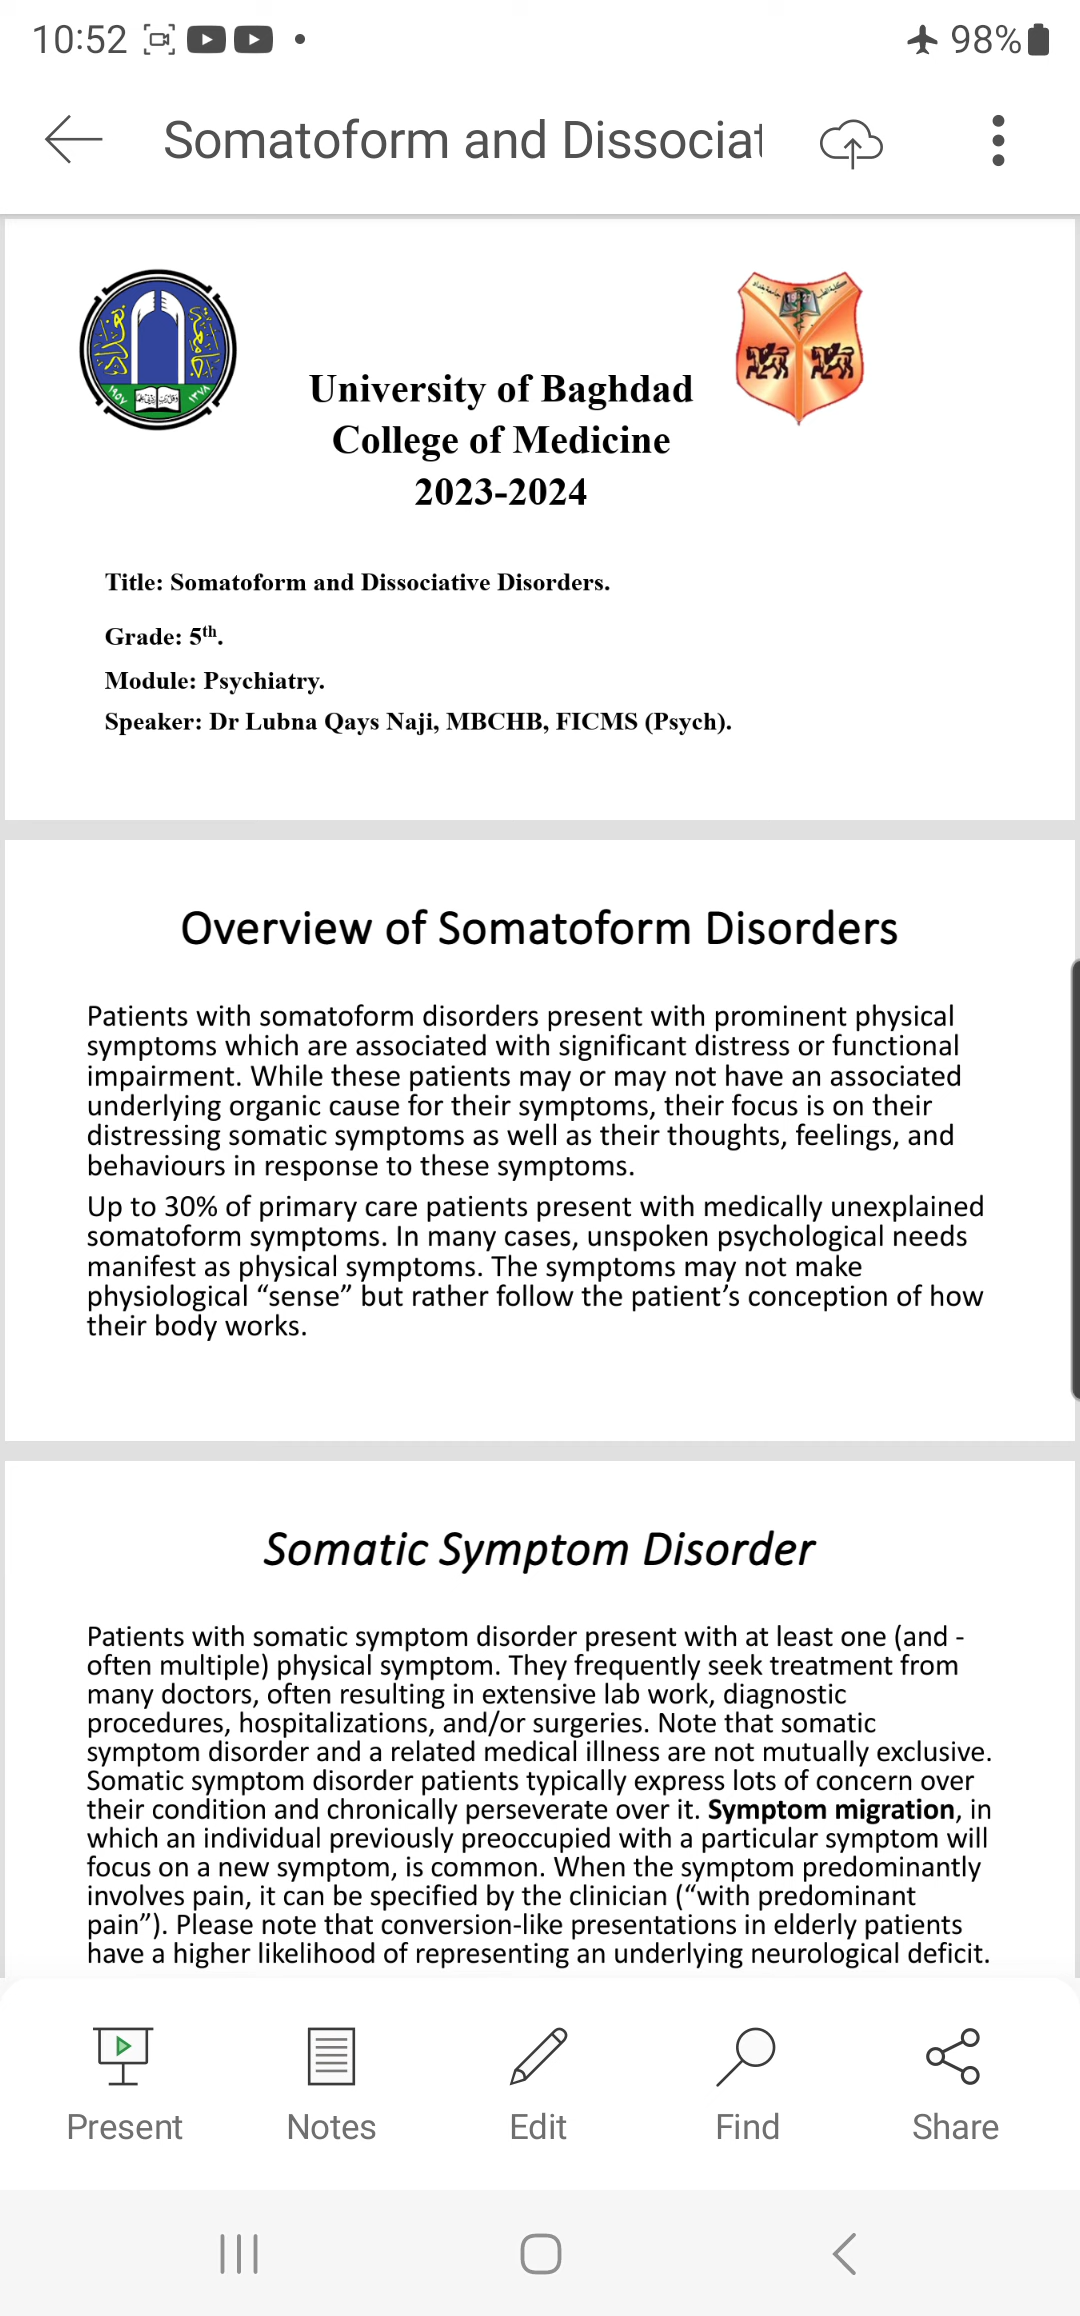 10:52
98%
Somatoform and Dissociat
جامعة
بغداد
١٩٥٧
١٣٧٨
University of Baghdad
College of Medicine
2023-2024
Title: Somatoform and Dissociative Disorders.
Grade: 5th.
Module: Psychiatry.
Speaker: Dr Lubna Qays Naji, MBCHB, FICMS (Psych).
Overview of Somatoform Disorders
Patients with somatoform disorders present with prominent physical
symptoms which are associated with significant distress or functional
impairment. While these patients may or may not have an associated
underlying organic cause for their symptoms, their focus is on their
distressing somatic symptoms as well as their thoughts, feelings, and
behaviours in response to these symptoms.
Up to 30% of primary care patients present with medically unexplained
somatoform symptoms. In many cases, unspoken psychological needs
manifest as physical symptoms. The symptoms may not make
physiological “sense” but rather follow the patient’s conception of how
their body works.
Somatic Symptom Disorder
Patients with somatic symptom disorder present with at least one (and -
often multiple) physical symptom. They frequently seek treatment from
many doctors, often resulting in extensive lab work, diagnostic
procedures, hospitalizations, and/or surgeries. Note that somatic
symptom disorder and a related medical illness are not mutually exclusive.
Somatic symptom disorder patients typically express lots of concern over
their condition and chronically perseverate over it. Symptom migration, in
which an individual previously preoccupied with a particular symptom will
focus on a new symptom, is common. When the symptom predominantly
involves pain, it can be specified by the clinician (“with predominant
pain”). Please note that conversion-like presentations in elderly patients
have a higher likelihood of representing an underlying neurological deficit.
Present
Notes
Edit
Find
Share